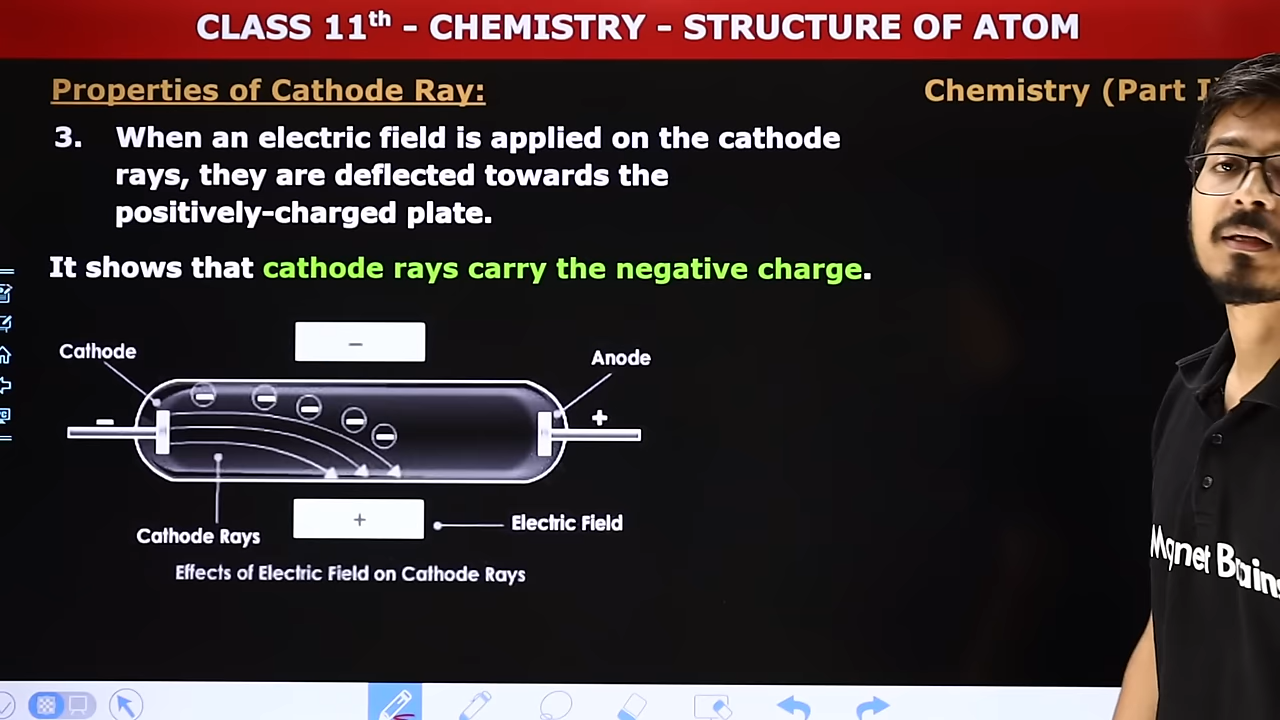 CLASS 11th - CHEMISTRY - STRUCTURE OF ATOM
Properties of Cathode Ray:
Chemistry (Part I
3. When an electric field is applied on the cathode
rays, they are deflected towards the
positively-charged plate.
It shows that cathode rays carry the negative charge.
−
Cathode
Anode
-
+
+
Cathode Rays
Electric Field
Effects of Electric Field on Cathode Rays
Magnet Brains